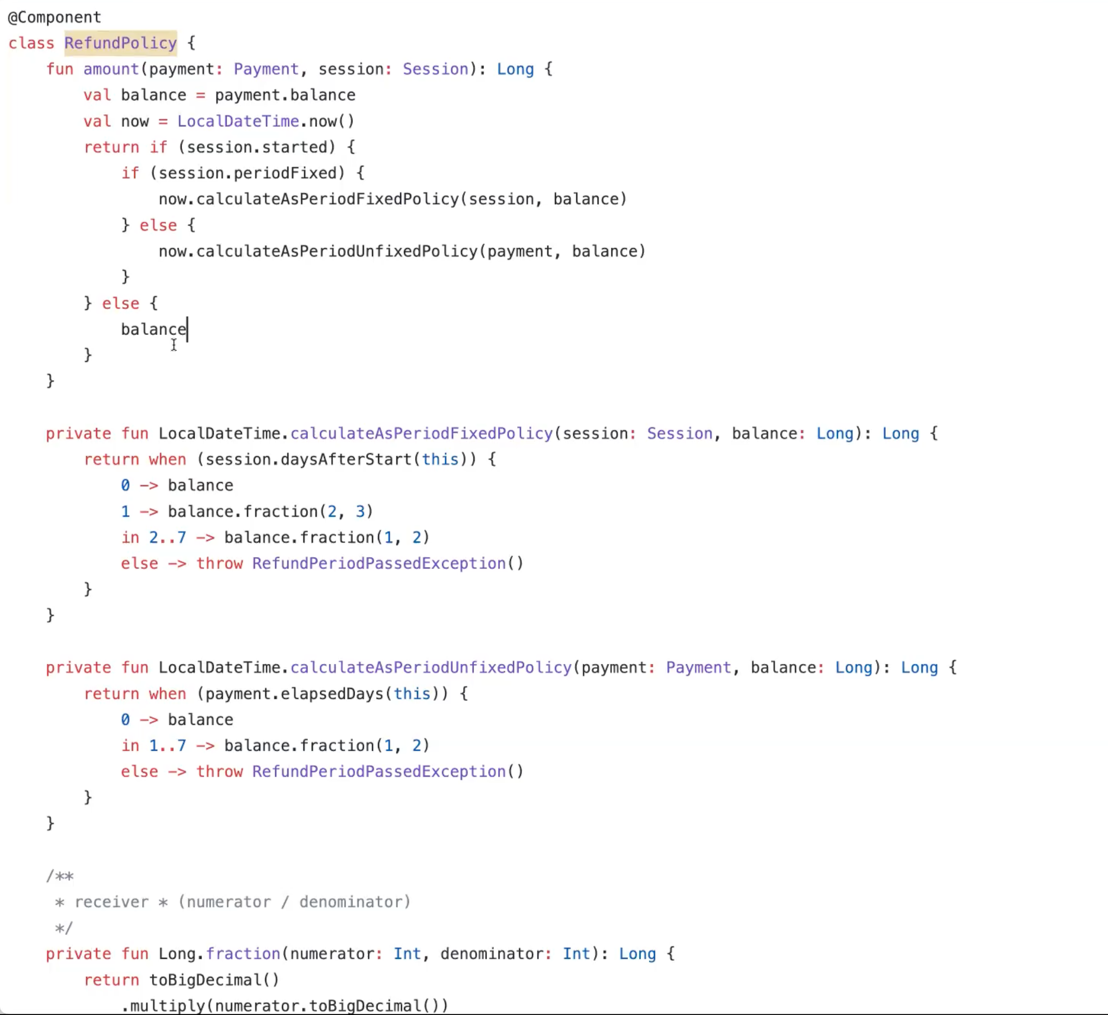 @Component
class RefundPolicy {
    fun amount(payment: Payment, session: Session): Long {
        val balance = payment.balance
        val now = LocalDateTime.now()
        return if (session.started) {
            if (session.periodFixed) {
                now.calculateAsPeriodFixedPolicy(session, balance)
            } else {
                now.calculateAsPeriodUnfixedPolicy(payment, balance)
            }
        } else {
            balance
        }
    }

    private fun LocalDateTime.calculateAsPeriodFixedPolicy(session: Session, balance: Long): Long {
        return when (session.daysAfterStart(this)) {
            0 -> balance
            1 -> balance.fraction(2, 3)
            in 2..7 -> balance.fraction(1, 2)
            else -> throw RefundPeriodPassedException()
        }
    }

    private fun LocalDateTime.calculateAsPeriodUnfixedPolicy(payment: Payment, balance: Long): Long {
        return when (payment.elapsedDays(this)) {
            0 -> balance
            in 1..7 -> balance.fraction(1, 2)
            else -> throw RefundPeriodPassedException()
        }
    }

    /**
     * receiver * (numerator / denominator)
     */
    private fun Long.fraction(numerator: Int, denominator: Int): Long {
        return toBigDecimal()
            .multiply(numerator.toBigDecimal())